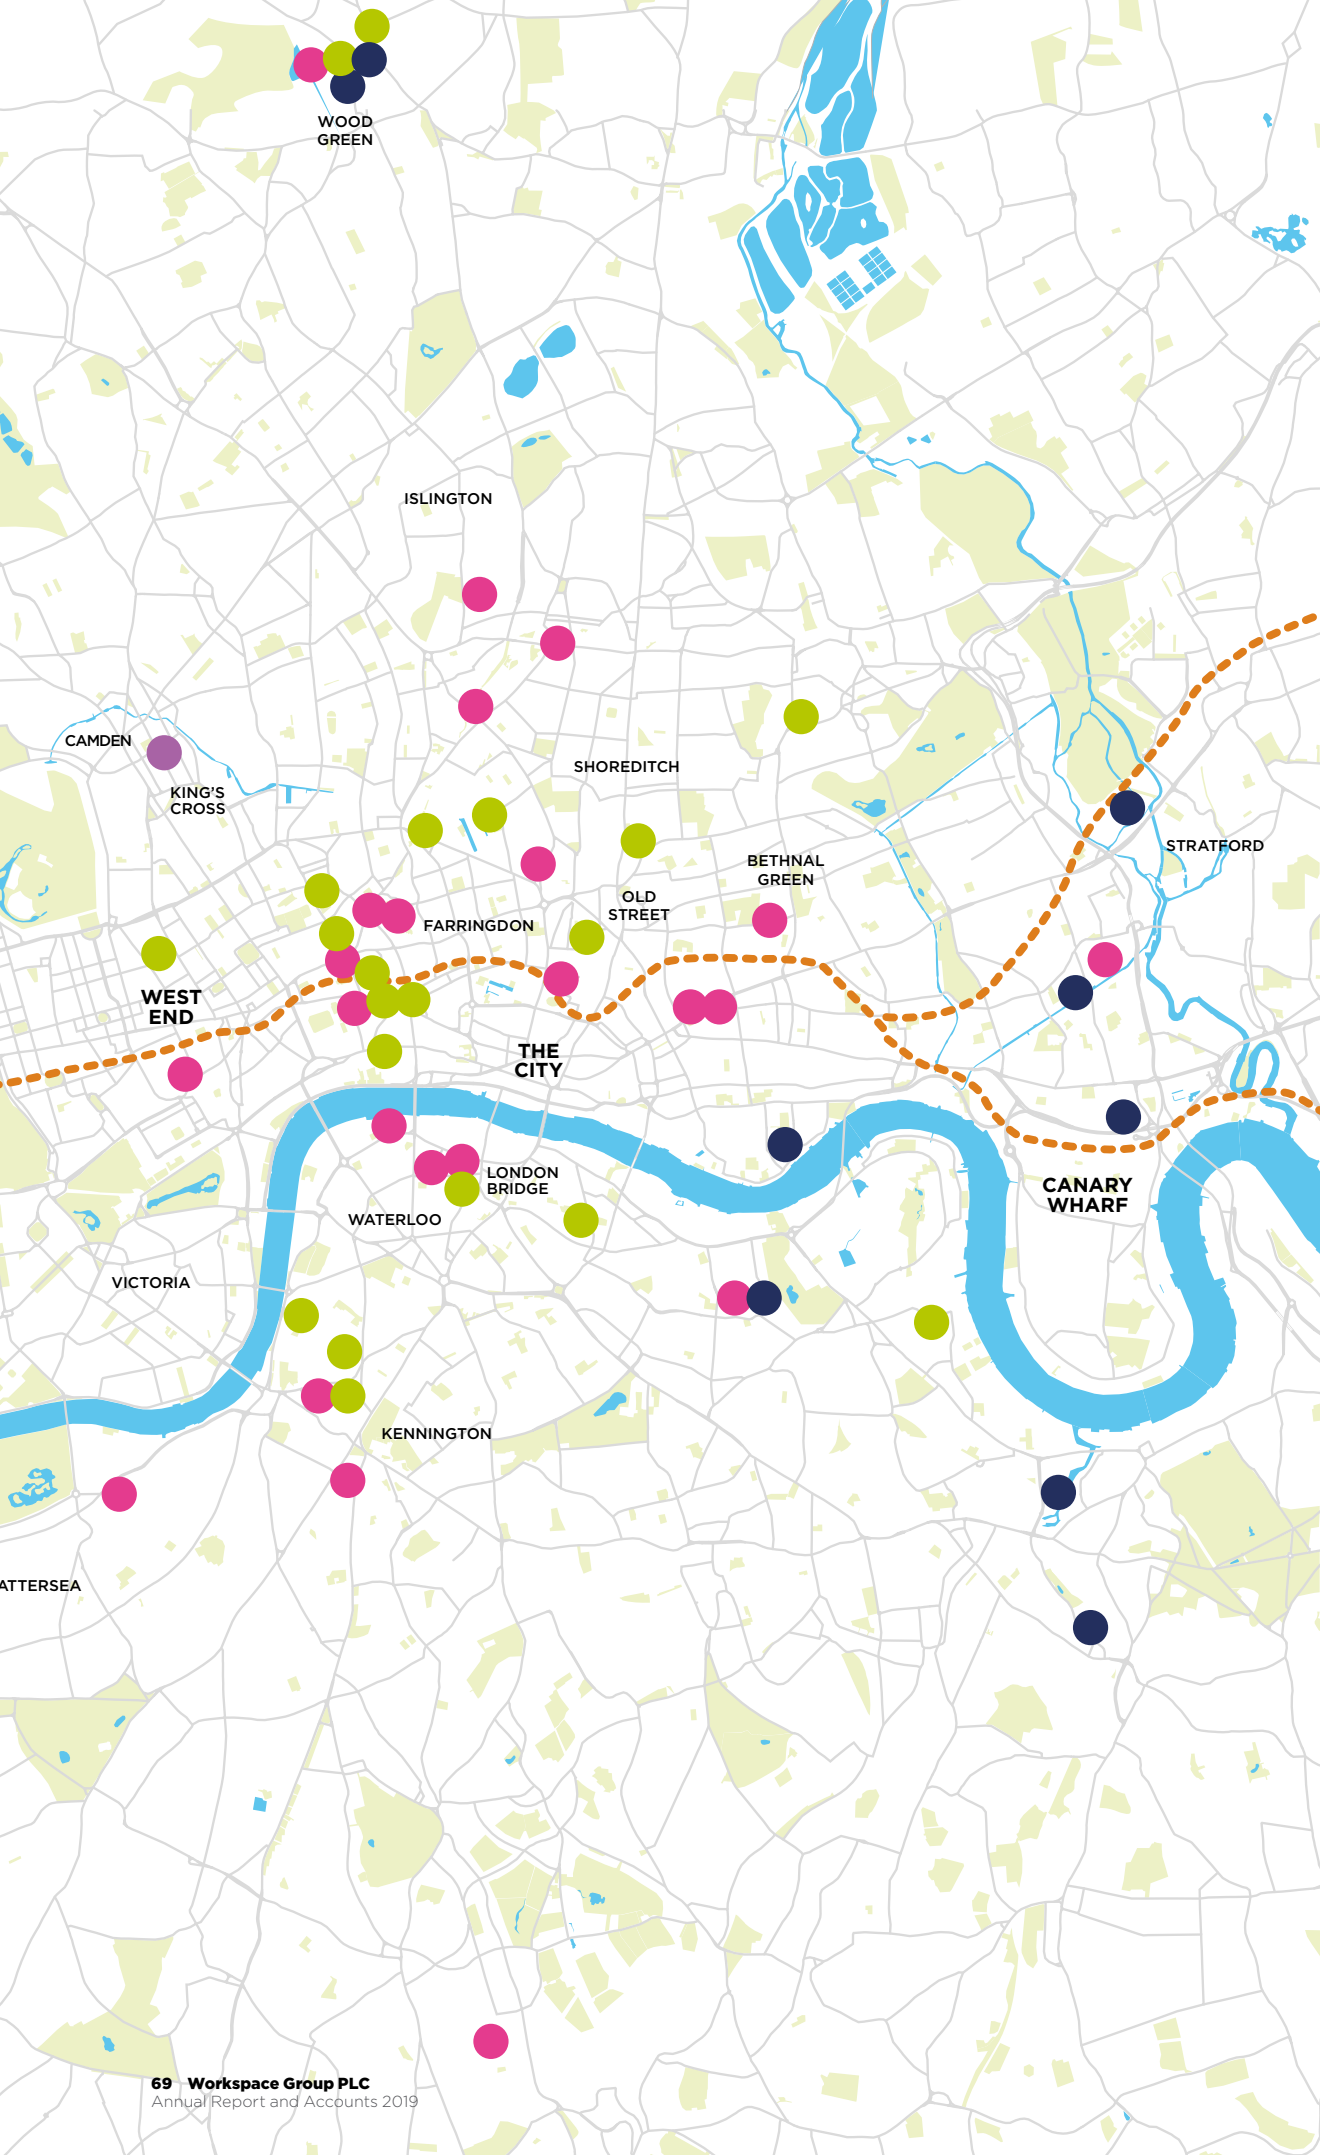 WOOD
GREEN
ISLINGTON
CAMDEN
SHOREDITCH
KING'S
CROSS
STRATFORD
BETHNAL
GREEN
OLD
STREET
FARRINGDON
WEST
END
THE
CITY
LONDON
BRIDGE
CANARY
WHARF
WATERLOO
VICTORIA
KENNINGTON
ATTERSEA
69 Workspace Group PLC
Annual Report and Accounts 2019